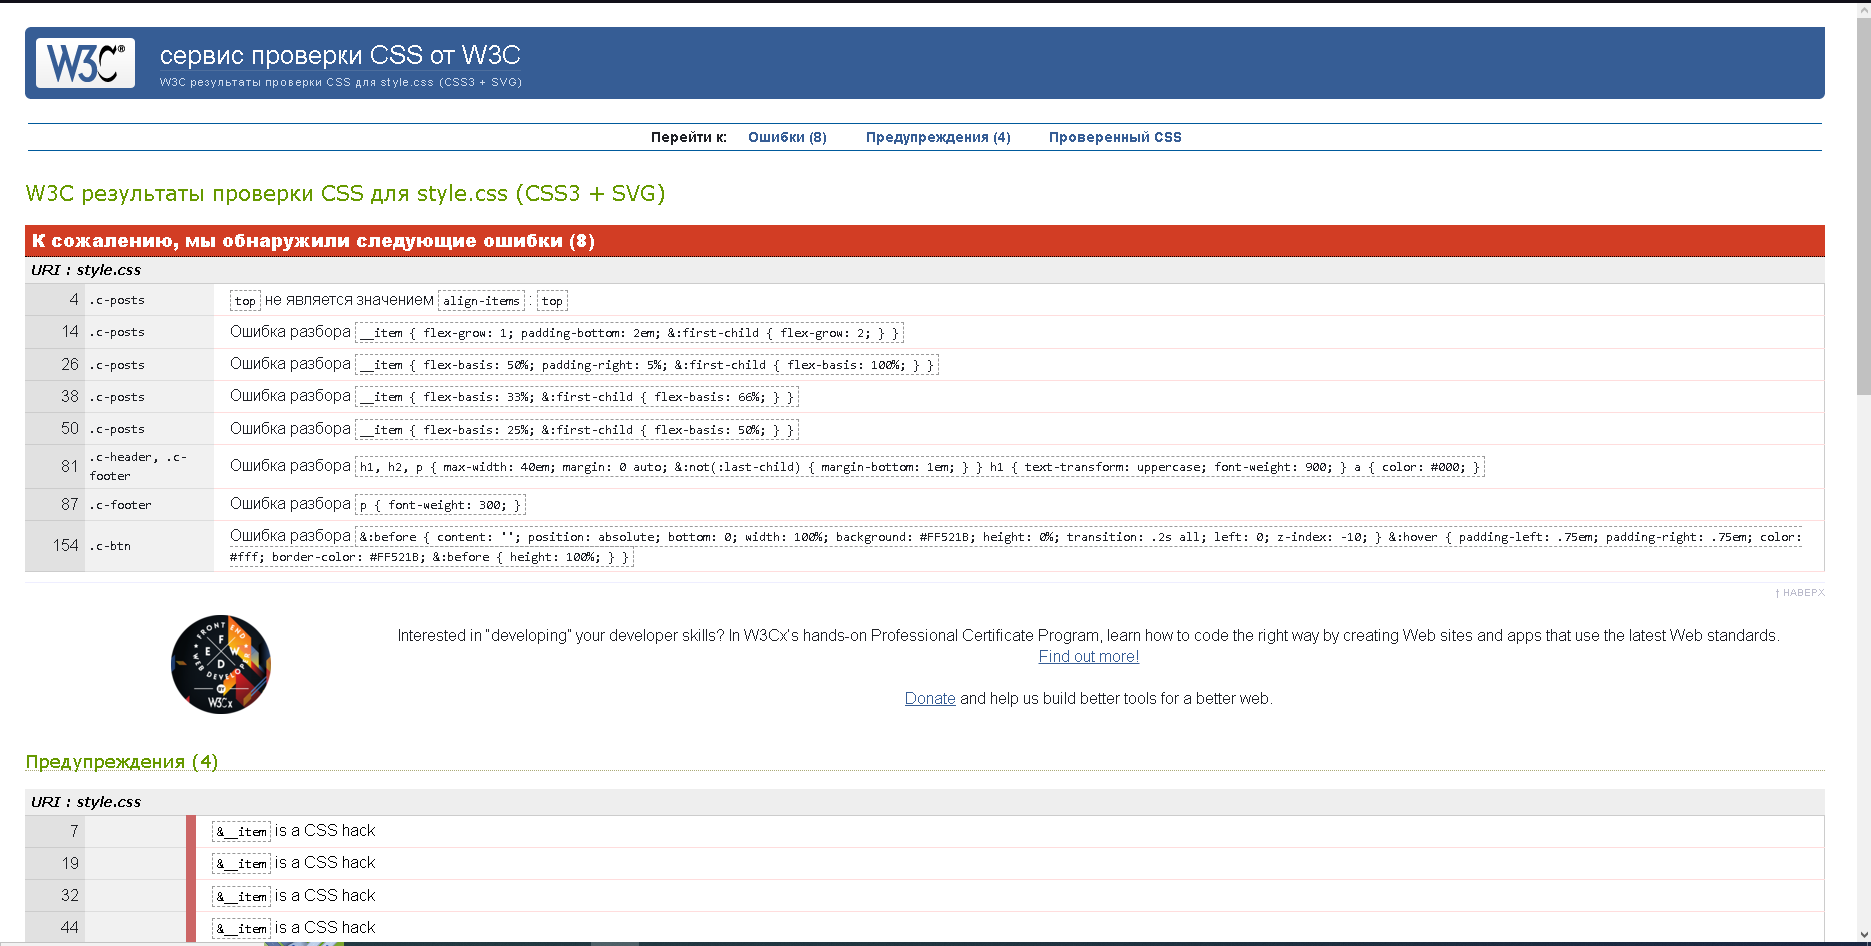 W3C®
сервис проверки CSS от W3C
W3C результаты проверки CSS для style.css (CSS3 + SVG)
Перейти к: Ошибки (8) Предупреждения (4) Проверенный CSS
W3C результаты проверки CSS для style.css (CSS3 + SVG)
К сожалению, мы обнаружили следующие ошибки (8)
URI : style.css
4 .c-posts top не является значением align-items : top
14 .c-posts Ошибка разбора __item { flex-grow: 1; padding-bottom: 2em; &:first-child { flex-grow: 2; } }
26 .c-posts Ошибка разбора __item { flex-basis: 50%; padding-right: 5%; &:first-child { flex-basis: 100%; } }
38 .c-posts Ошибка разбора __item { flex-basis: 33%; &:first-child { flex-basis: 66%; } }
50 .c-posts Ошибка разбора __item { flex-basis: 25%; &:first-child { flex-basis: 50%; } }
81 .c-header, .c-
footer Ошибка разбора h1, h2, p { max-width: 40em; margin: 0 auto; &:not(:last-child) { margin-bottom: 1em; } } h1 { text-transform: uppercase; font-weight: 900; } a { color: #000; }
87 .c-footer Ошибка разбора p { font-weight: 300; }
154 .c-btn Ошибка разбора &:before { content: ''; position: absolute; bottom: 0; width: 100%; background: #FF521B; height: 0%; transition: .2s all; left: 0; z-index: -10; } &:hover { padding-left: .75em; padding-right: .75em; color:
#fff; border-color: #FF521B; &:before { height: 100%; } }
↑ НАВЕРХ
FRONT END
F
E W
D
WEB DEVELOPER
BY
W3Cx
Interested in "developing" your developer skills? In W3Cx's hands-on Professional Certificate Program, learn how to code the right way by creating Web sites and apps that use the latest Web standards.
Find out more!
Donate and help us build better tools for a better web.
Предупреждения (4)
URI : style.css
7 &__item is a CSS hack
19 &__item is a CSS hack
32 &__item is a CSS hack
44 &__item is a CSS hack